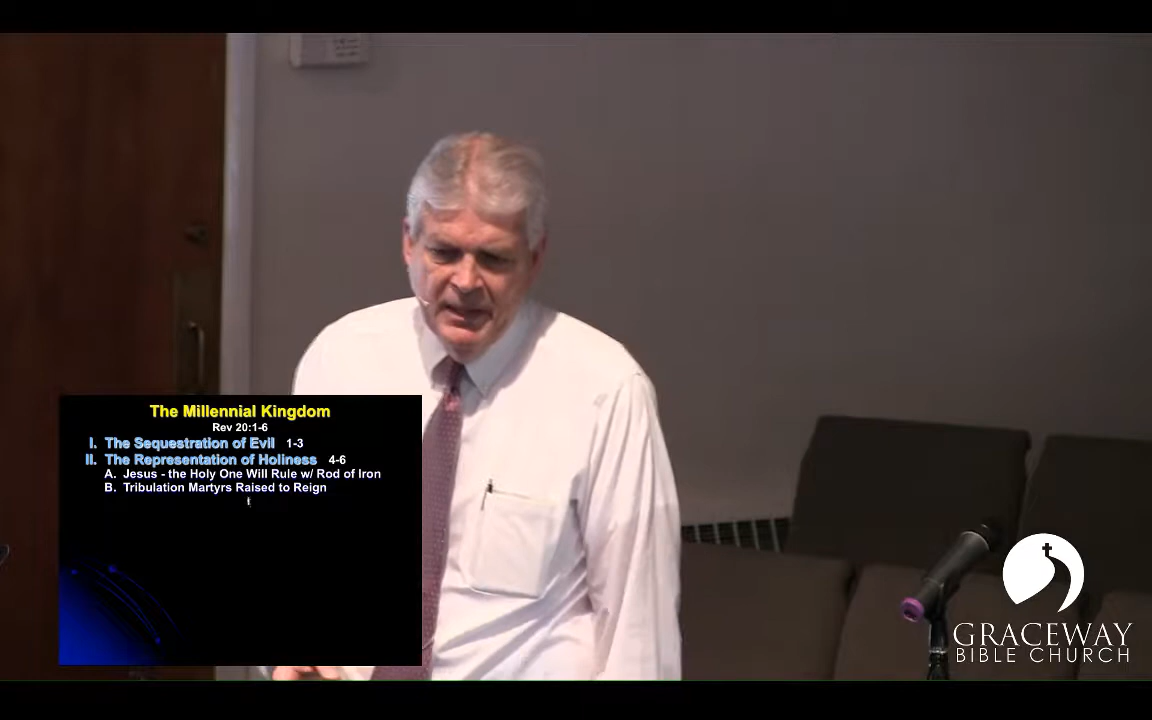 The Millennial Kingdom
Rev 20:1-6
I. The Sequestration of Evil 1-3
II. The Representation of Holiness 4-6
A. Jesus - the Holy One Will Rule w/ Rod of Iron
B. Tribulation Martyrs Raised to Reign
GRACEWAY
BIBLE CHURCH